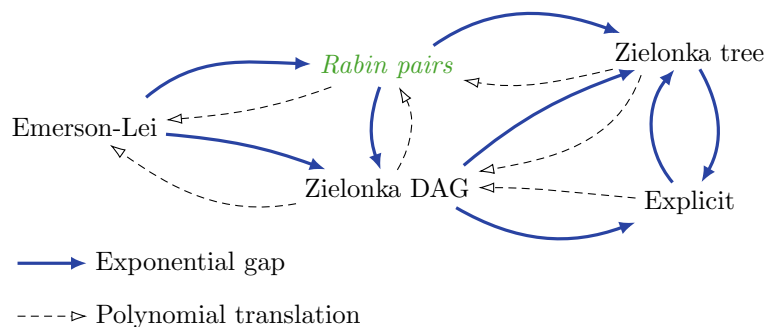 Zielonka tree
Rabin pairs
Emerson-Lei
Zielonka DAG
Explicit
Exponential gap
Polynomial translation